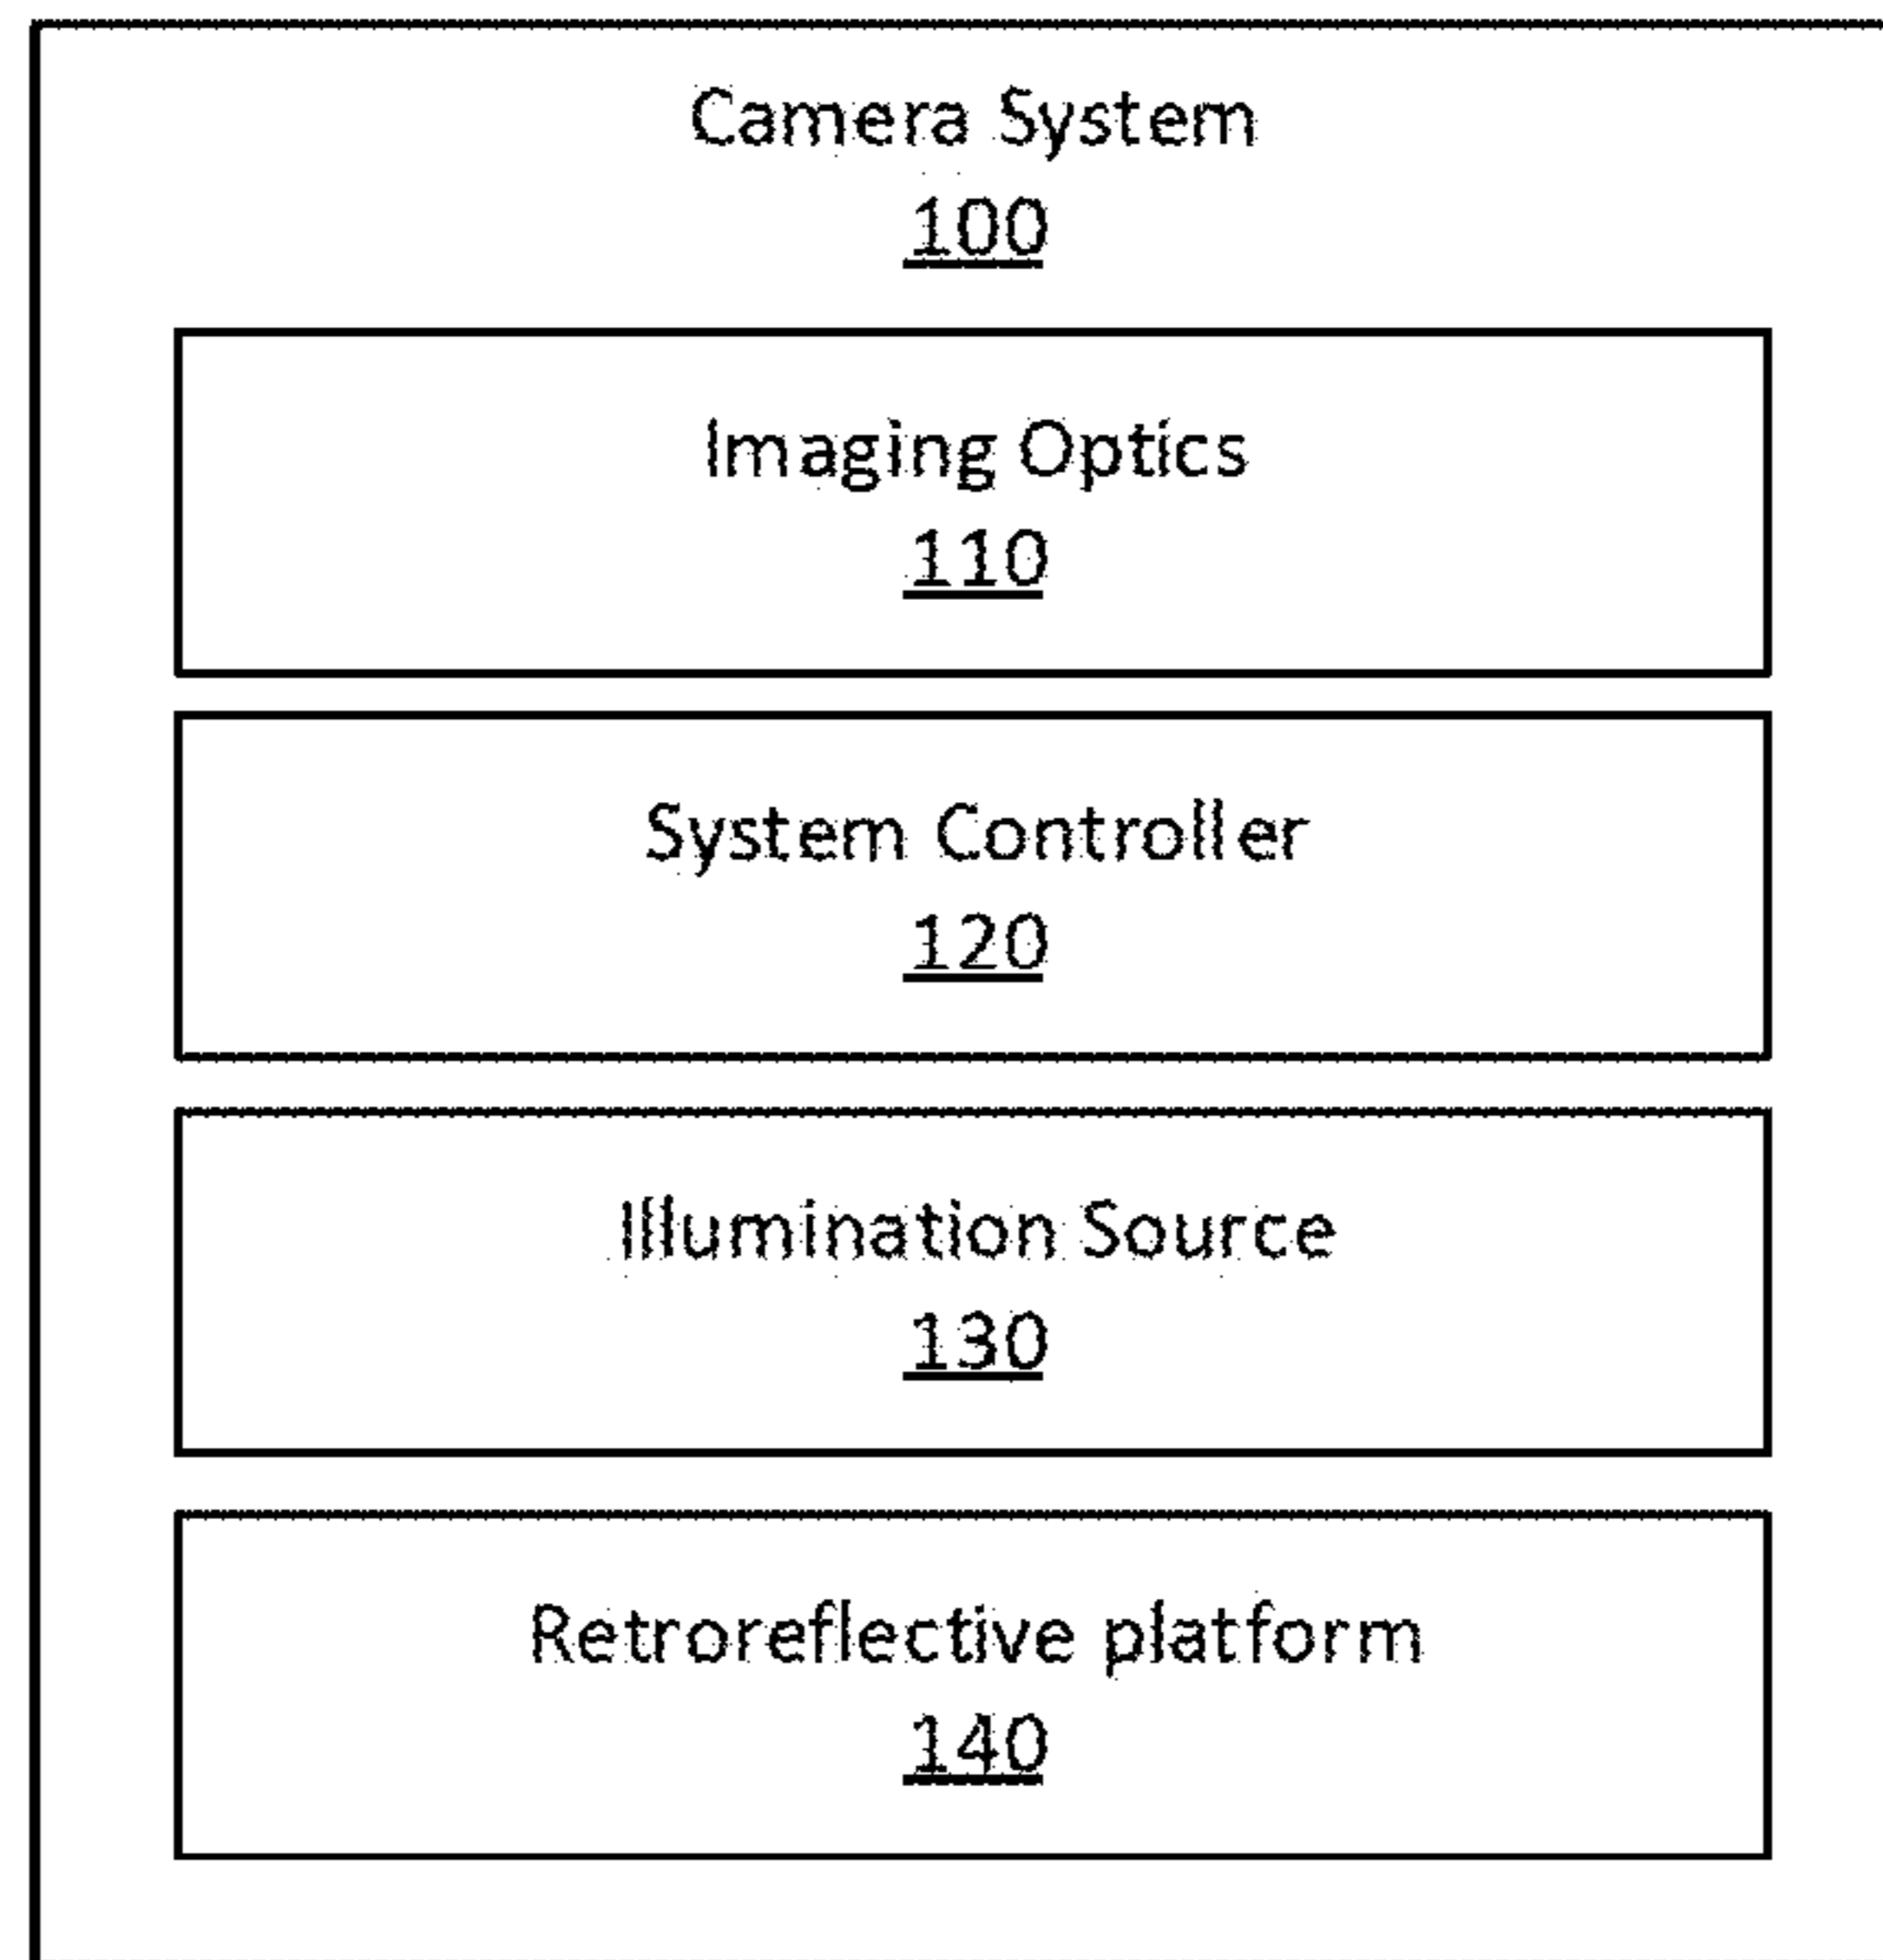 Camera System
100
Imaging Optics
110
System Controller
120
Illumination Source
130
Retroreflective platform
140